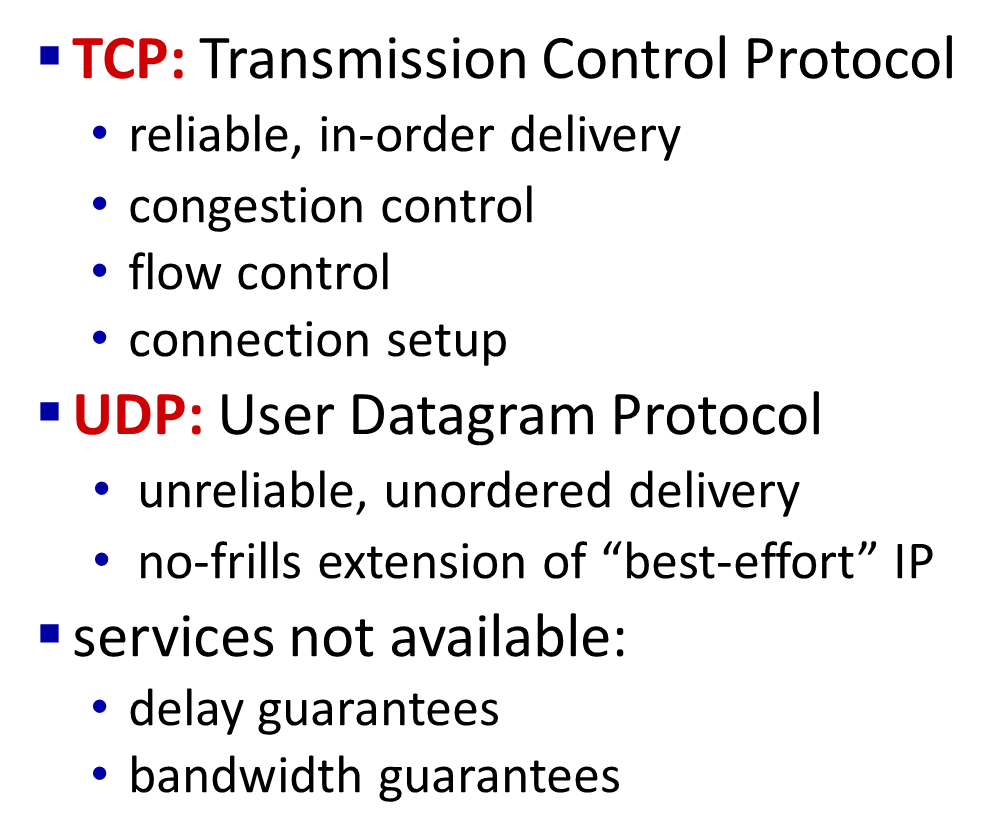 ▪ TCP: Transmission Control Protocol
• reliable, in-order delivery
• congestion control
• flow control
• connection setup
▪ UDP: User Datagram Protocol
• unreliable, unordered delivery
• no-frills extension of “best-effort” IP
▪ services not available:
• delay guarantees
• bandwidth guarantees